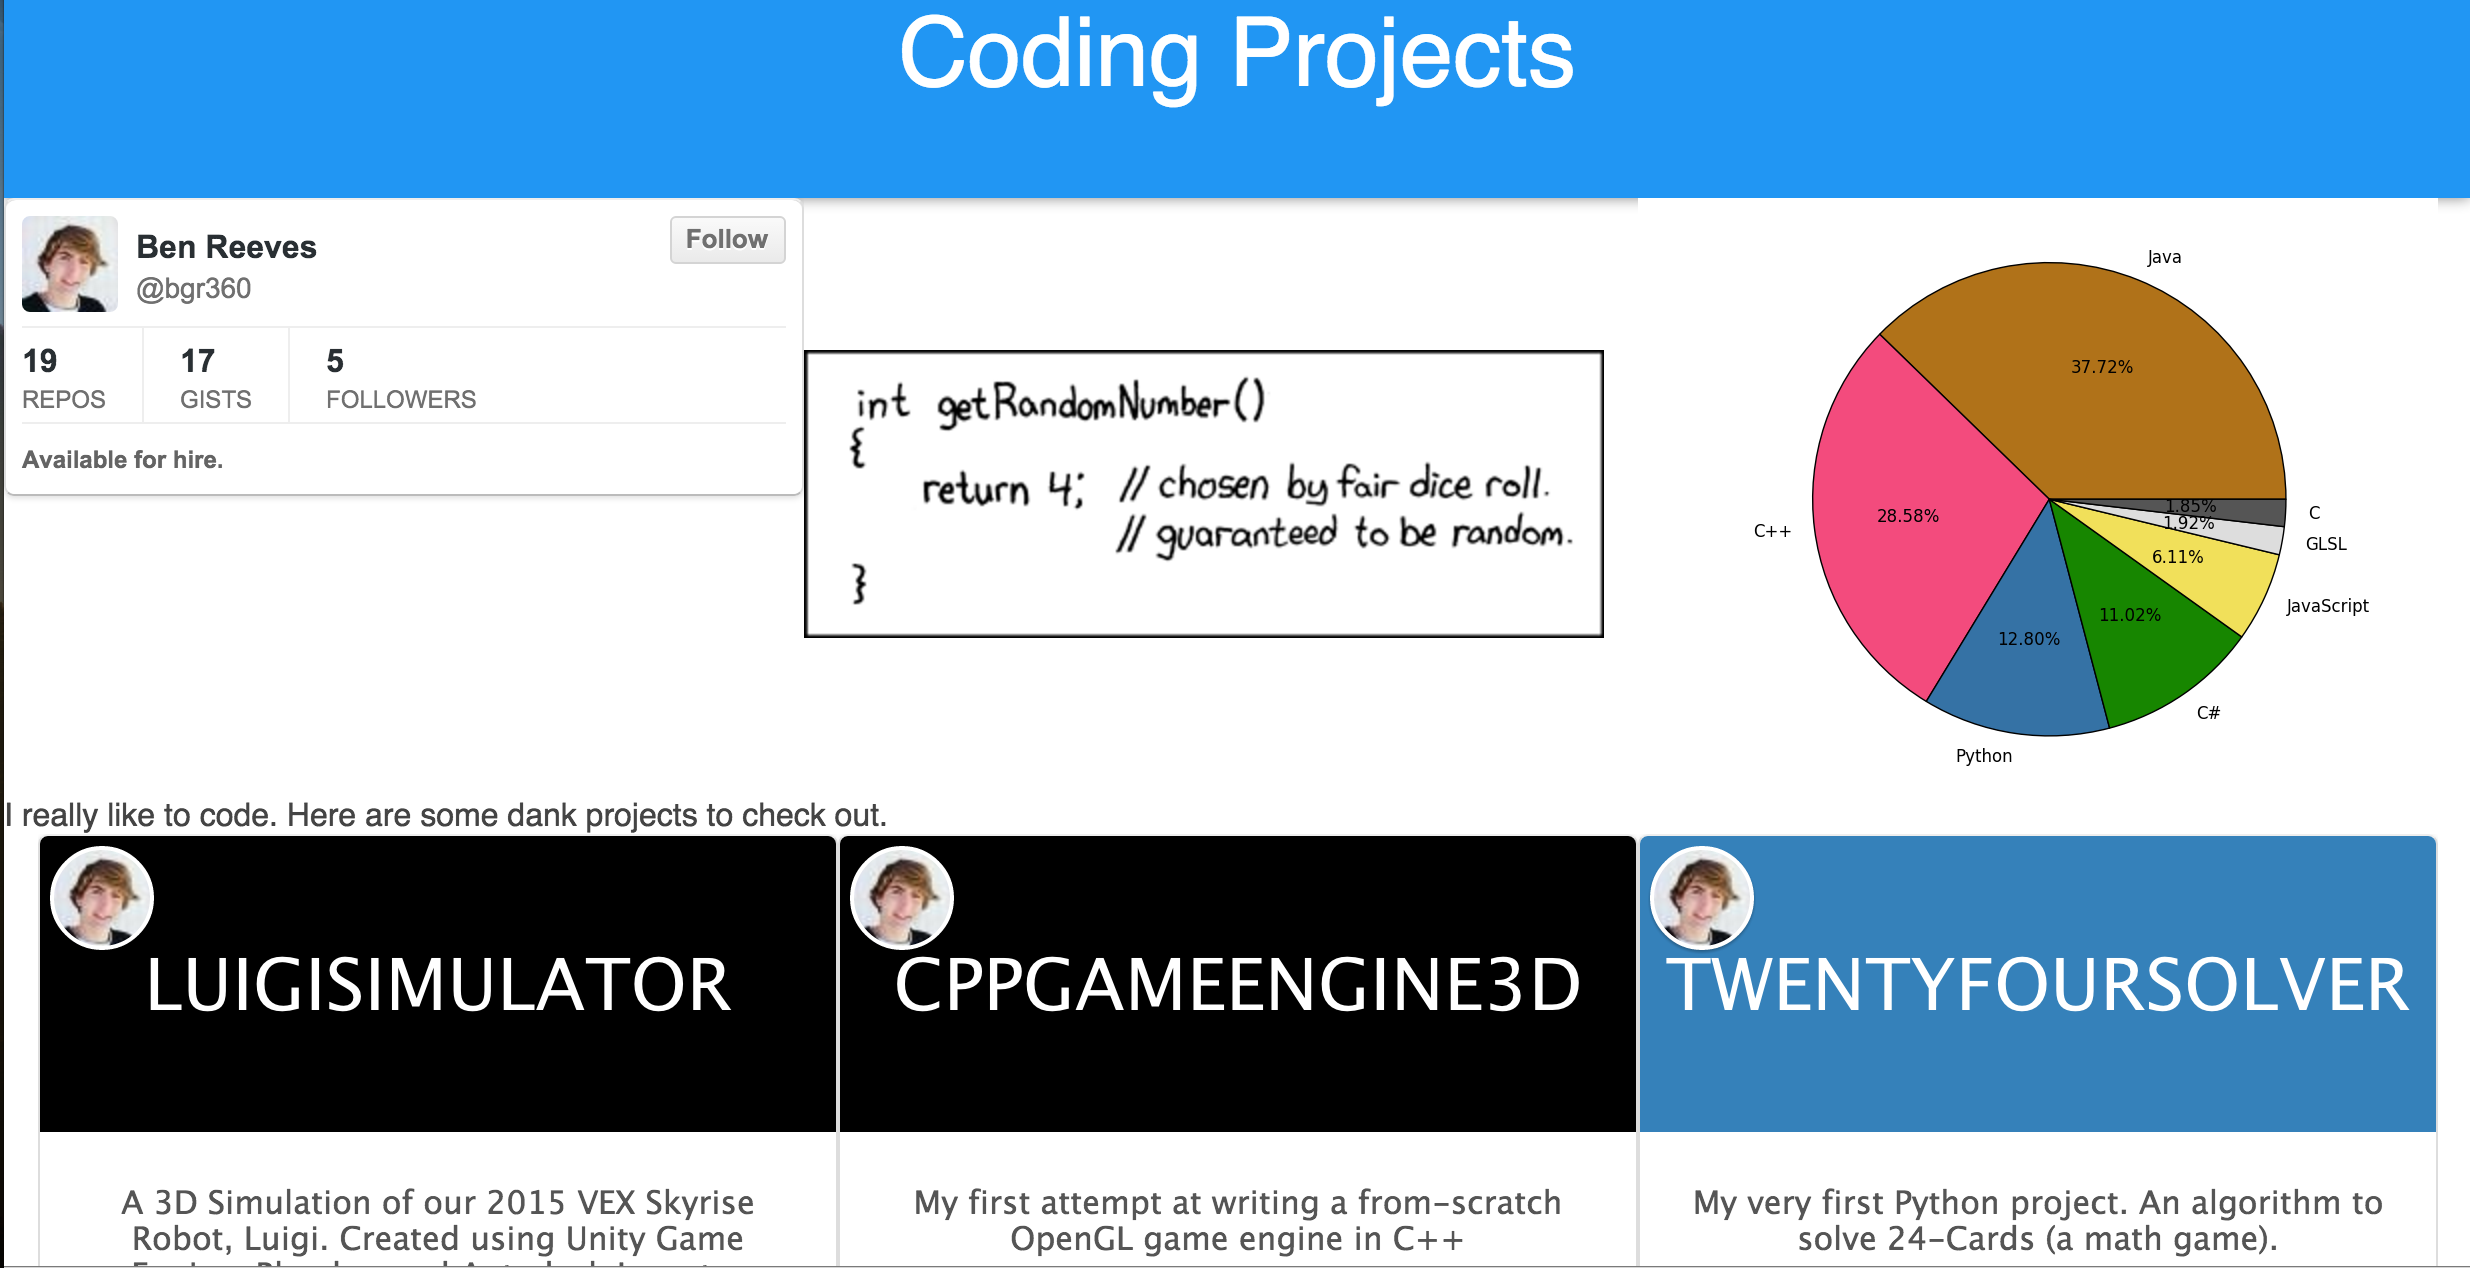 Coding Projects
Ben Reeves
@bgr360
Follow
19
REPOS
17
GISTS
5
FOLLOWERS
Available for hire.
int getRandomNumber()
{
return 4; // chosen by fair dice roll.
// guaranteed to be random.
}
Java
37.72%
C++
28.58%
Python
12.80%
C#
11.02%
JavaScript
6.11%
GLSL
1.92%
C
1.85%
I really like to code. Here are some dank projects to check out.
LUIGISIMULATOR
A 3D Simulation of our 2015 VEX Skyrise
Robot, Luigi. Created using Unity Game
CPPGAMEENGINE3D
My first attempt at writing a from-scratch
OpenGL game engine in C++
TWENTYFOURSOLVER
My very first Python project. An algorithm to
solve 24-Cards (a math game).